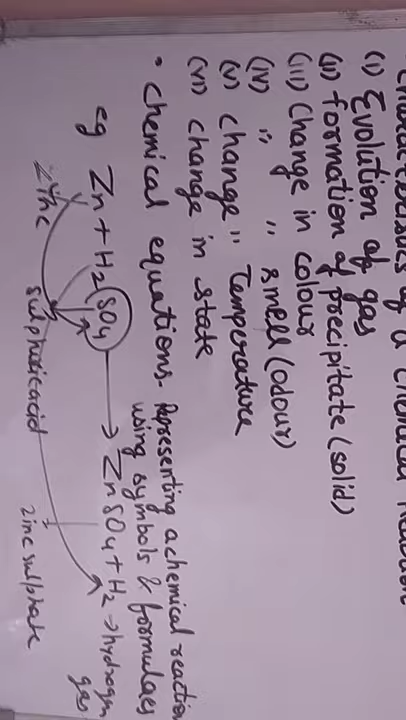 Characteristics of a chemical reaction
(i) Evolution of gas
(ii) formation of precipitate (solid)
(iii) Change in colour
(iv) " " smell (odour)
(v) change " Temperature
(vi) change in state
• Chemical equations - Representing a chemical reaction
using symbols & formulaes
eg Zn + H2SO4 → ZnSO4 + H2 → hydrogen
gas
zinc sulphuric acid zinc sulphate